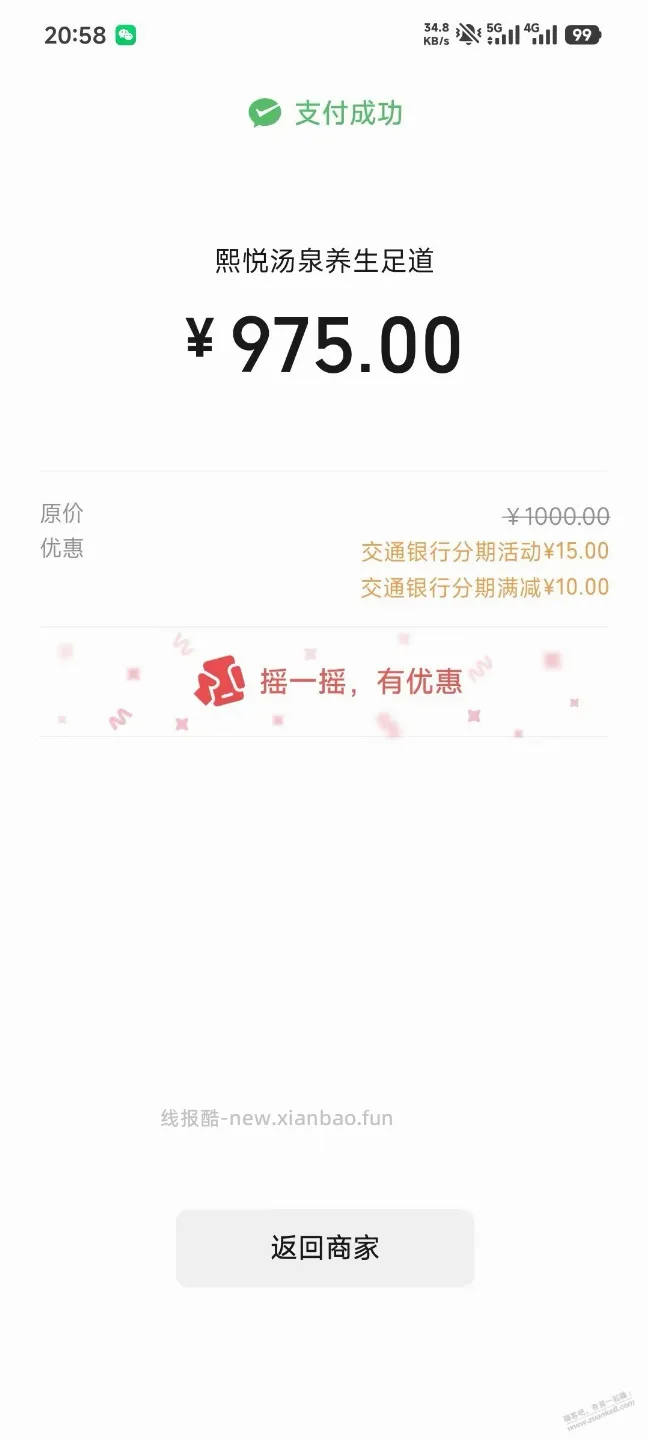 20:58
34.8 KB/s 5G 4G 99
支付成功
熙悦汤泉养生足道
¥975.00
原价 ¥1000.00
优惠 交通银行分期活动¥15.00
交通银行分期满减¥10.00
摇一摇，有优惠
线报酷-new.xianbao.fun
返回商家
www.zuanke8.com